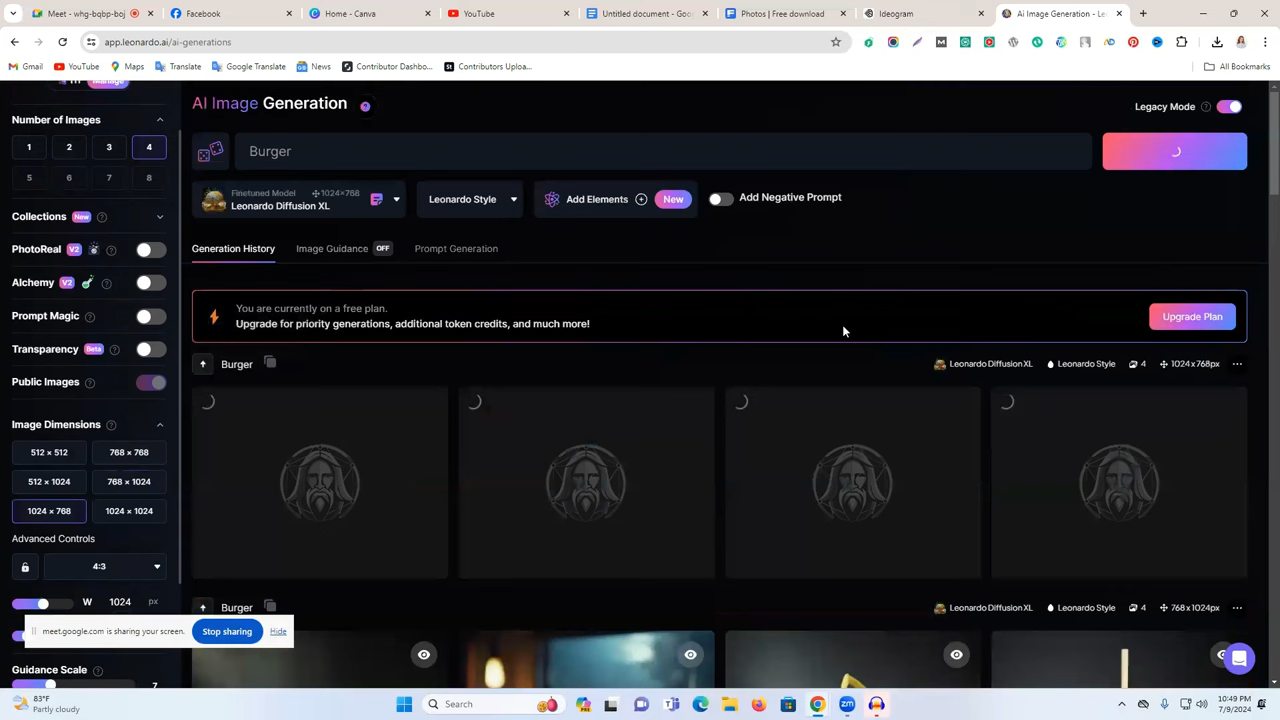 Meet - whg-bqbp-boj
Facebook
Home - Canva
YouTube
Untitled document - Goo
Photos | Free download
Ideogram
Ai Image Generation - Le
app.leonardo.ai/ai-generations
Gmail
YouTube
Maps
Translate
Google Translate
News
Contributor Dashbo...
Contributors Uploa...
All Bookmarks
Manage
AI Image Generation
Legacy Mode
Number of Images
1 2 3 4
5 6 7 8
Burger
Finetuned Model 1024×768
Leonardo Diffusion XL
Leonardo Style
Add Elements
New
Add Negative Prompt
Collections New
PhotoReal V2
Alchemy V2
Prompt Magic
Transparency Beta
Public Images
Image Dimensions
512 × 512
768 × 768
512 × 1024
768 × 1024
1024 × 768
1024 × 1024
Advanced Controls
4:3
W 1024 px
Guidance Scale
7
Generation History
Image Guidance OFF
Prompt Generation
You are currently on a free plan.
Upgrade for priority generations, additional token credits, and much more!
Upgrade Plan
Burger
Leonardo Diffusion XL
Leonardo Style
4
1024×768px
Burger
Leonardo Diffusion XL
Leonardo Style
4
768×1024px
meet.google.com is sharing your screen.
Stop sharing
Hide
83°F
Partly cloudy
Search
10:49 PM
7/9/2024